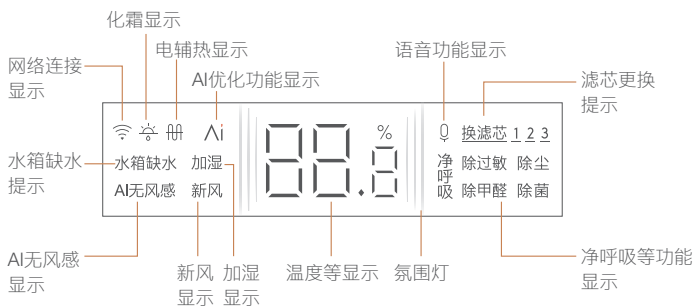 化霜显示
电辅热显示
语音功能显示
网络连接
显示
AI优化功能显示
滤芯更换
提示
Ai
88.8
%
换滤芯 1 2 3
水箱缺水
提示
水箱缺水 加湿
净呼吸
除过敏 除尘
AI无风感 新风
除甲醛 除菌
AI无风感
显示
新风
显示
加湿
显示
温度等显示
氛围灯
净呼吸等功能
显示